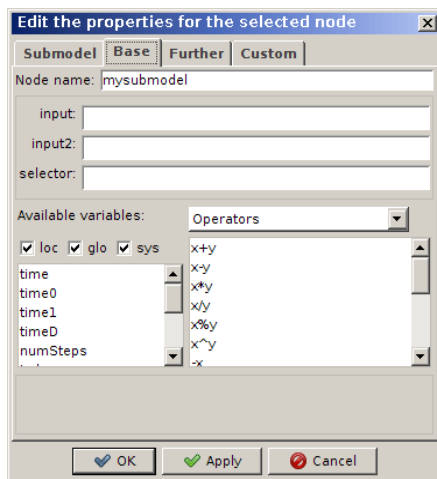 Edit the properties for the selected node
Submodel Base Further Custom
Node name: mysubmodel
input:
input2:
selector:
Available variables: Operators
loc glo sys
time
time0
time1
timeD
numSteps
x+y
x-y
x*y
x/y
x%y
x^y
-x
OK Apply Cancel